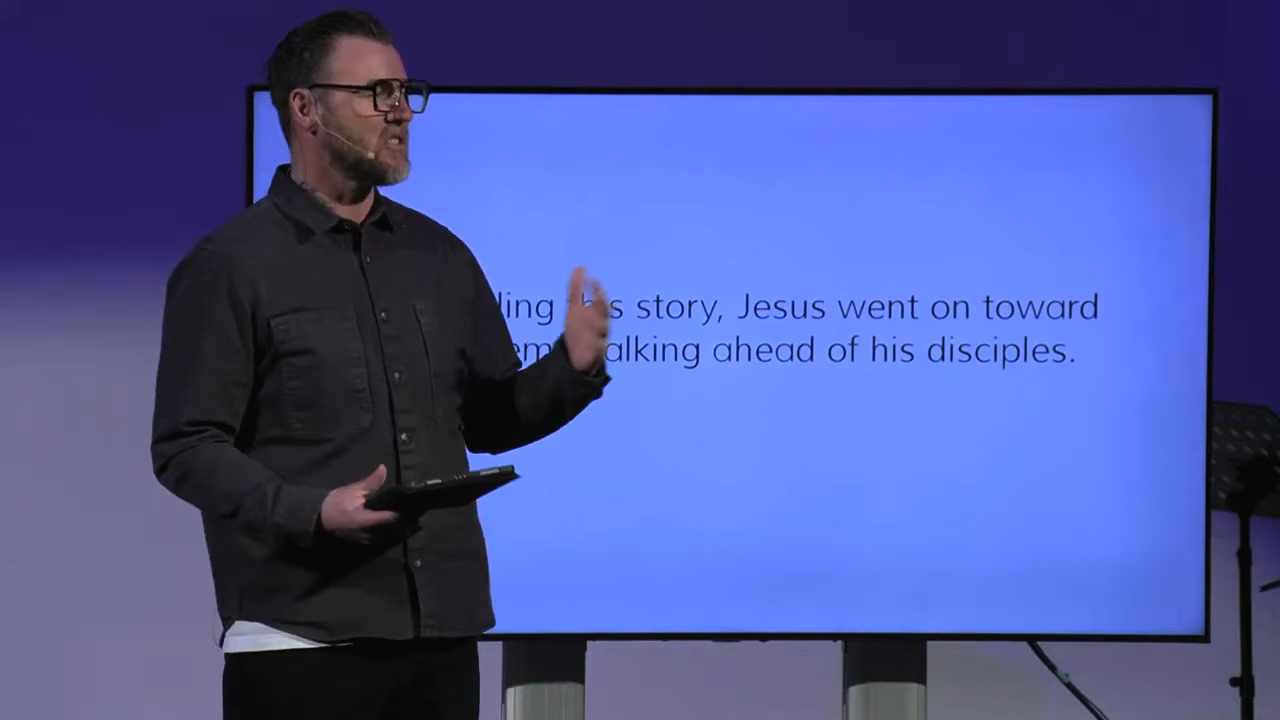 story, Jesus went on toward
ahead of his disciples.